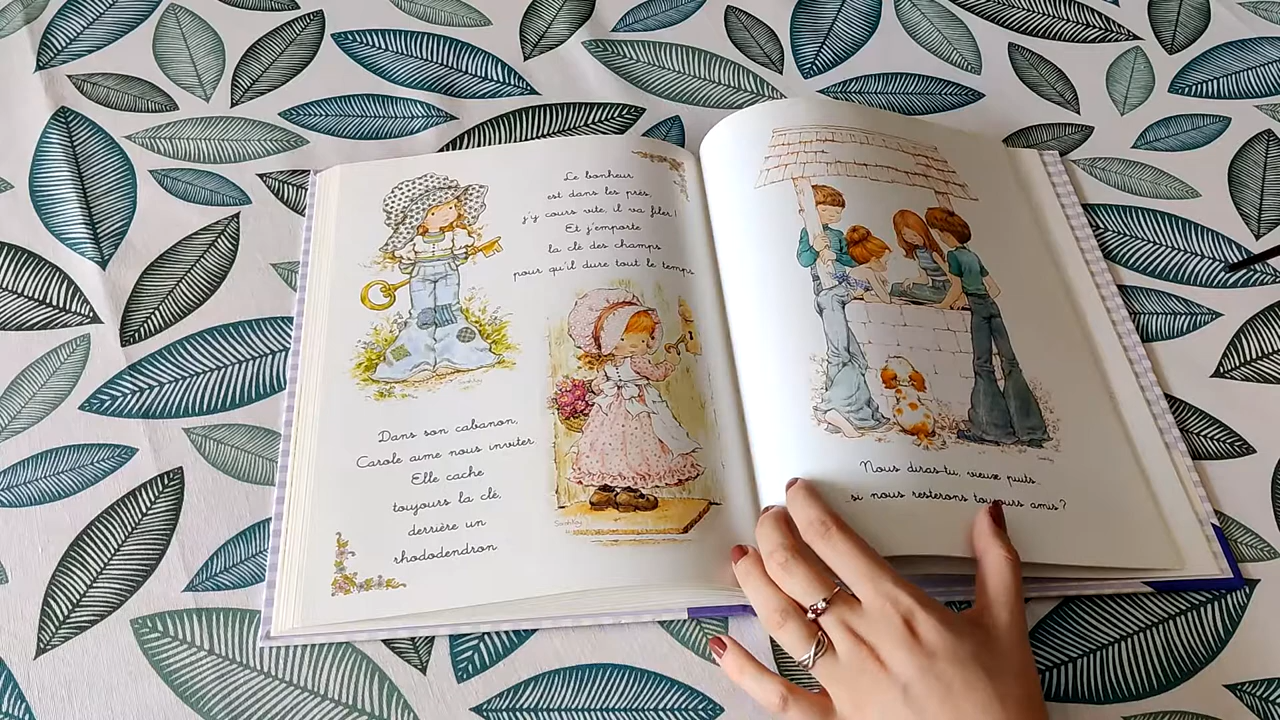 Le bonheur
est dans les prés,
j'y cours vite, il va filer!
Et j'emporte
la clé des champs
pour qu'il dure tout le temps
Dans son cabanon,
Carole aime nous inviter.
Elle cache
toujours la clé,
derrière un
rhododendron
Nous diras-tu, vieux puits...
si nous resterons toujours amis?